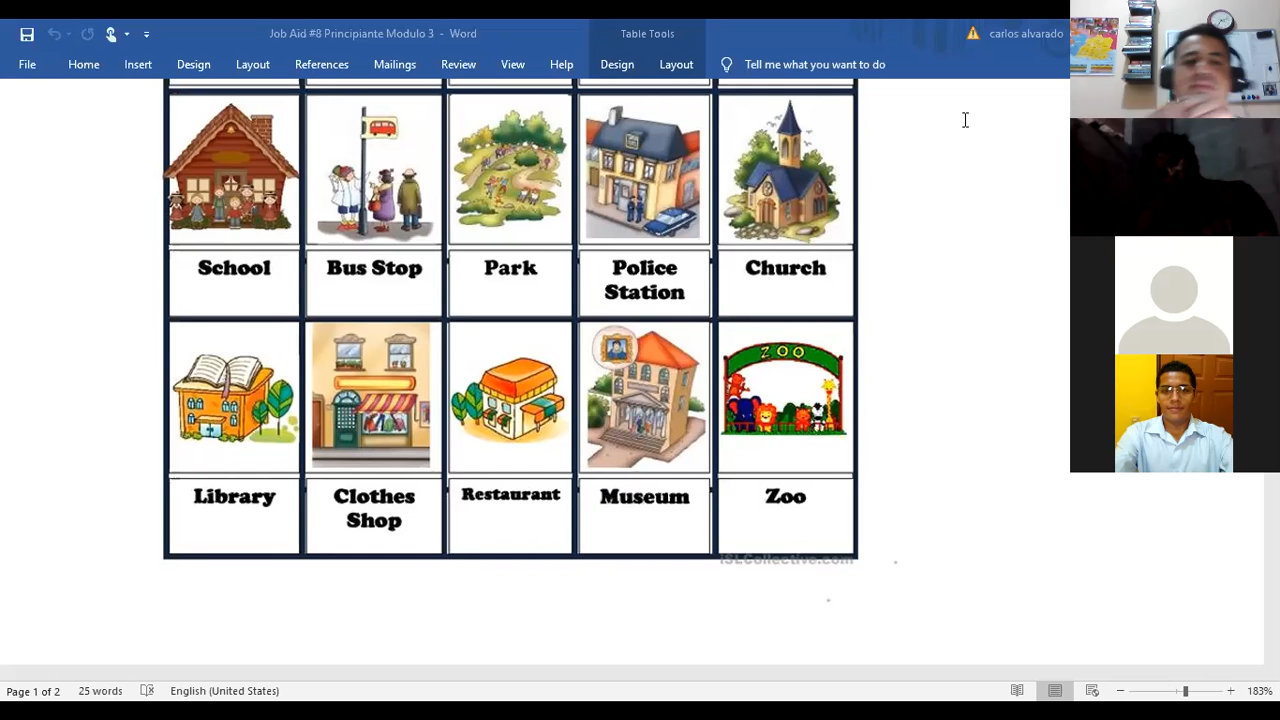 Job Aid #8 Principiante Modulo 3 - Word
Table Tools
carlos alvarado
File Home Insert Design Layout References Mailings Review View Help Design Layout Tell me what you want to do
School
Bus Stop
Park
Police
Station
Church
ZOO
Library
Clothes
Shop
Restaurant
Museum
Zoo
iSLCollective.com
Page 1 of 2 25 words English (United States) 183%